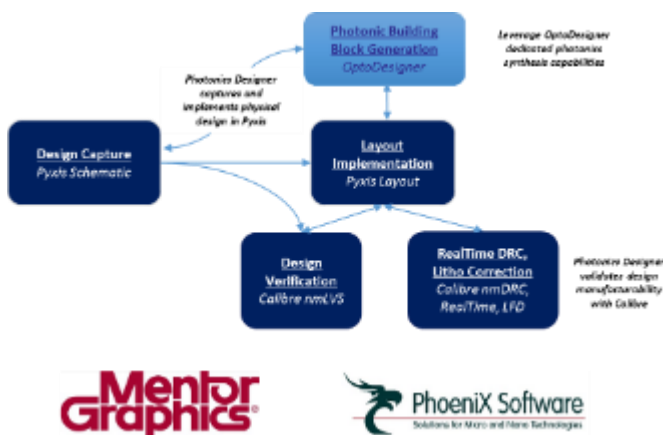 Photonic Building
Block Generation
OptoDesigner
Leverage OptoDesigner
dedicated photonics
synthesis capabilities
Photonics Designer
captures and
implements physical
design in Pyxis
Design Capture
Pyxis Schematic
Layout
Implementation
Pyxis Layout
Design
Verification
Calibre nmLVS
RealTime DRC,
Litho Correction
Calibre nmDRC,
RealTime, LFD
Photonics Designer
validates design
manufacturability
with Calibre
Mentor
Graphics®
PhoeniX Software
Solutions for Micro and Nano Technologies